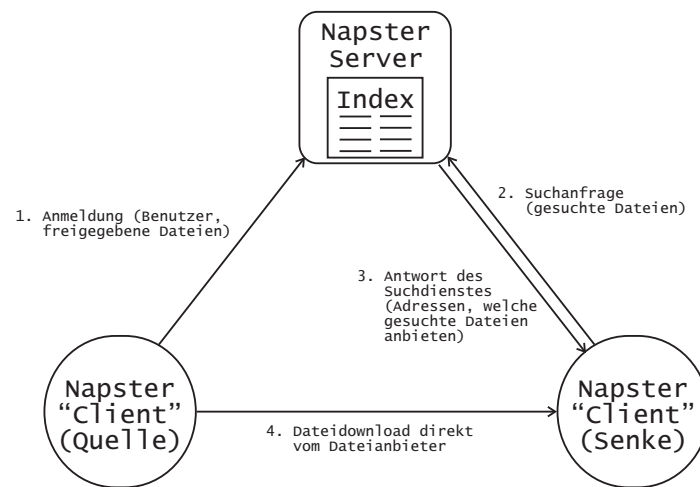 Napster
Server
Index
1. Anmeldung (Benutzer,
freigegebene Dateien)
2. Suchanfrage
(gesuchte Dateien)
3. Antwort des
Suchdienstes
(Adressen, welche
gesuchte Dateien
anbieten)
Napster
“Client”
(Quelle)
4. Dateidownload direkt
vom Dateianbieter
Napster
“Client”
(Senke)